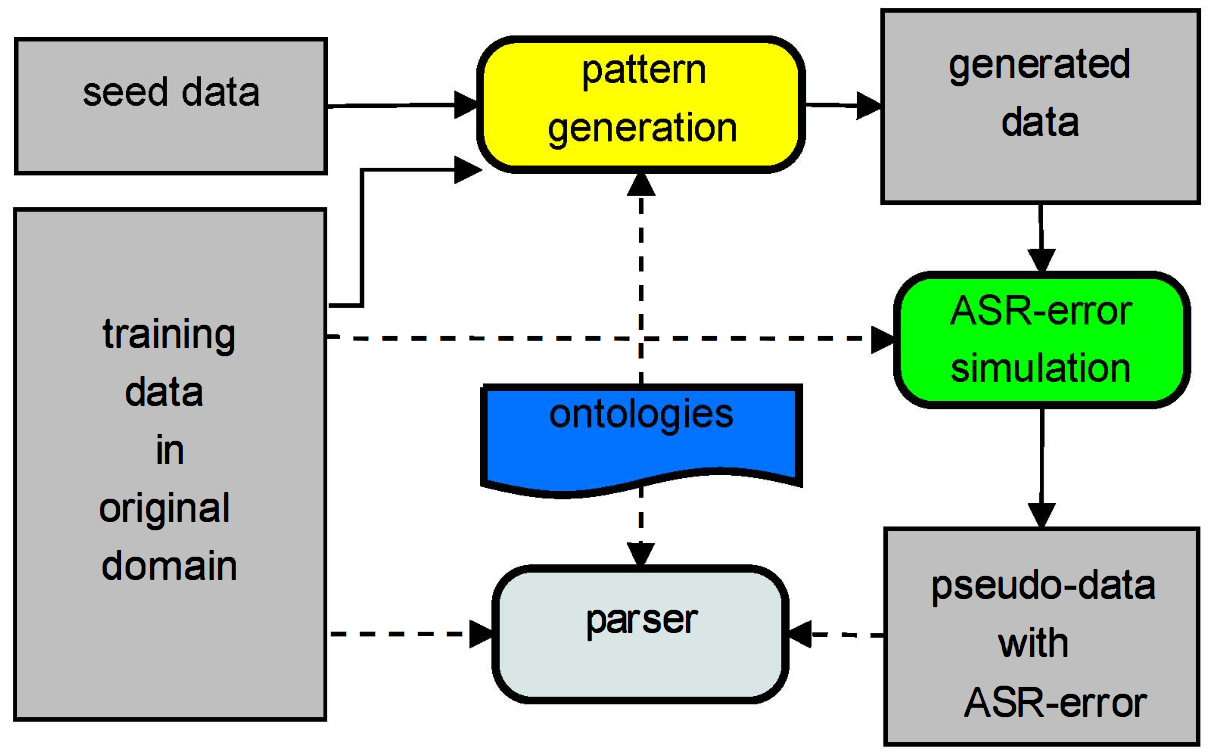 seed data
pattern
generation
generated
data
training
data
in
original
domain
ASR-error
simulation
ontologies
parser
pseudo-data
with
ASR-error